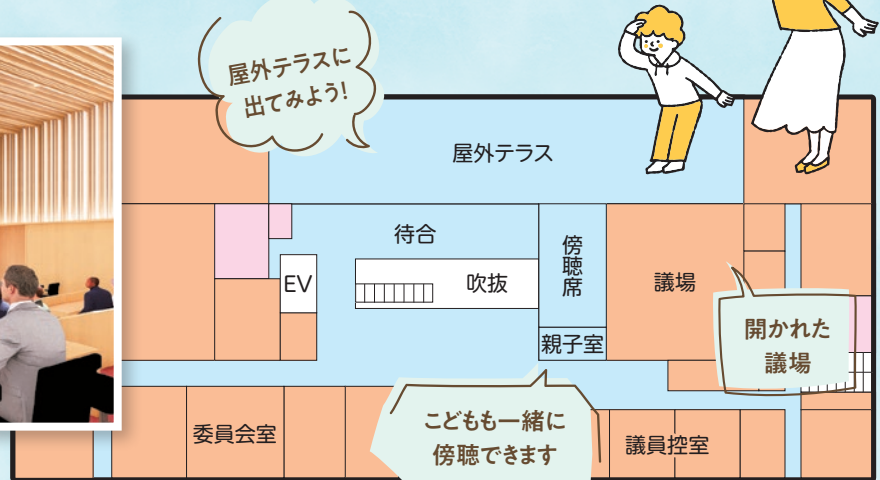 屋外テラスに
出てみよう!
屋外テラス
待合
傍聴席
EV
吹抜
議場
親子室
開かれた
議場
こどもも一緒に
傍聴できます
委員会室
議員控室